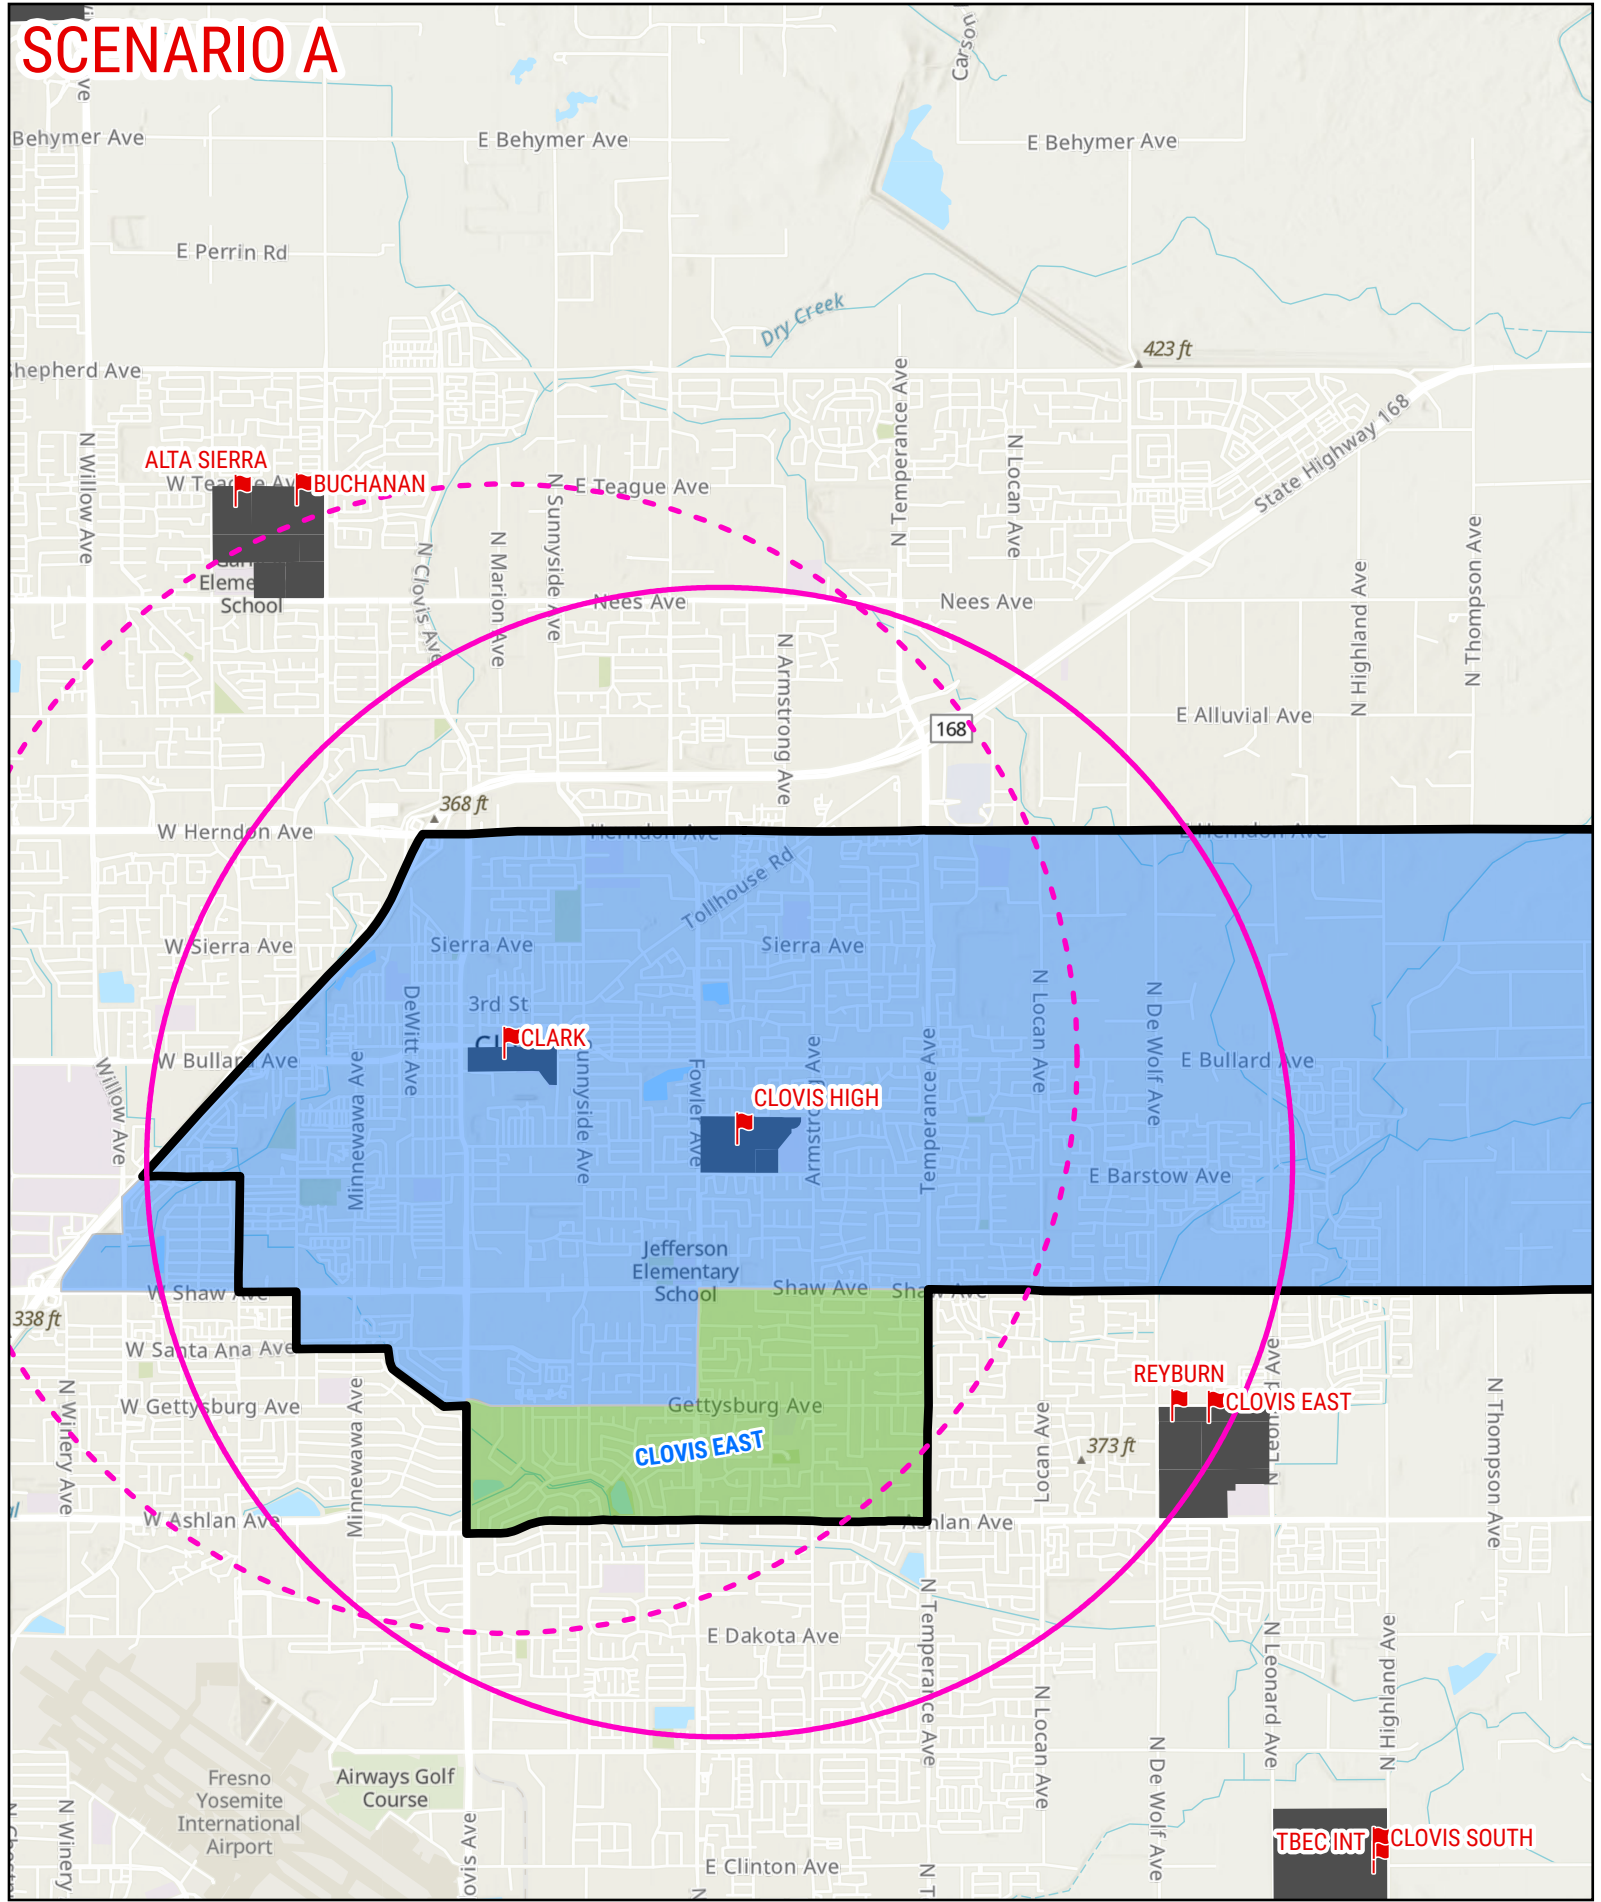 SCENARIO A
Carson
Behymer Ave
E Behymer Ave
E Behymer Ave
E Perrin Rd
Dry Creek
423 ft
Shepherd Ave
N Temperance Ave
State Highway 168
N Willow Ave
N Locan Ave
ALTA SIERRA
BUCHANAN
E Teague Ave
N Sunnyside Ave
N Marion Ave
N Clovis Ave
N Thompson Ave
N Highland Ave
School
Nees Ave
Nees Ave
N Armstrong Ave
168
E Alluvial Ave
368 ft
W Herndon Ave
Herndon Ave
E Herndon Ave
Tollhouse Rd
W Sierra Ave
Sierra Ave
Sierra Ave
DeWitt Ave
3rd St
CLARK
N Locan Ave
N De Wolf Ave
W Bullard Ave
E Bullard Ave
Willow Ave
Minnewawa Ave
Sunnyside Ave
Fowler Ave
CLOVIS HIGH
Armstrong Ave
Temperance Ave
E Barstow Ave
Jefferson
Elementary
School
W Shaw Ave
Shaw Ave
Shaw Ave
338 ft
W Santa Ana Ave
REYBURN
CLOVIS EAST
N Leonard Ave
W Gettysburg Ave
Gettysburg Ave
CLOVIS EAST
N Winery Ave
Minnewawa Ave
Locan Ave
373 ft
N Thompson Ave
W Ashlan Ave
Ashlan Ave
E Dakota Ave
N Temperance Ave
N Locan Ave
N De Wolf Ave
N Leonard Ave
N Highland Ave
Fresno
Yosemite
International
Airport
Airways Golf
Course
N Winery
ovis Ave
E Clinton Ave
TBEC INT
CLOVIS SOUTH
N T
N